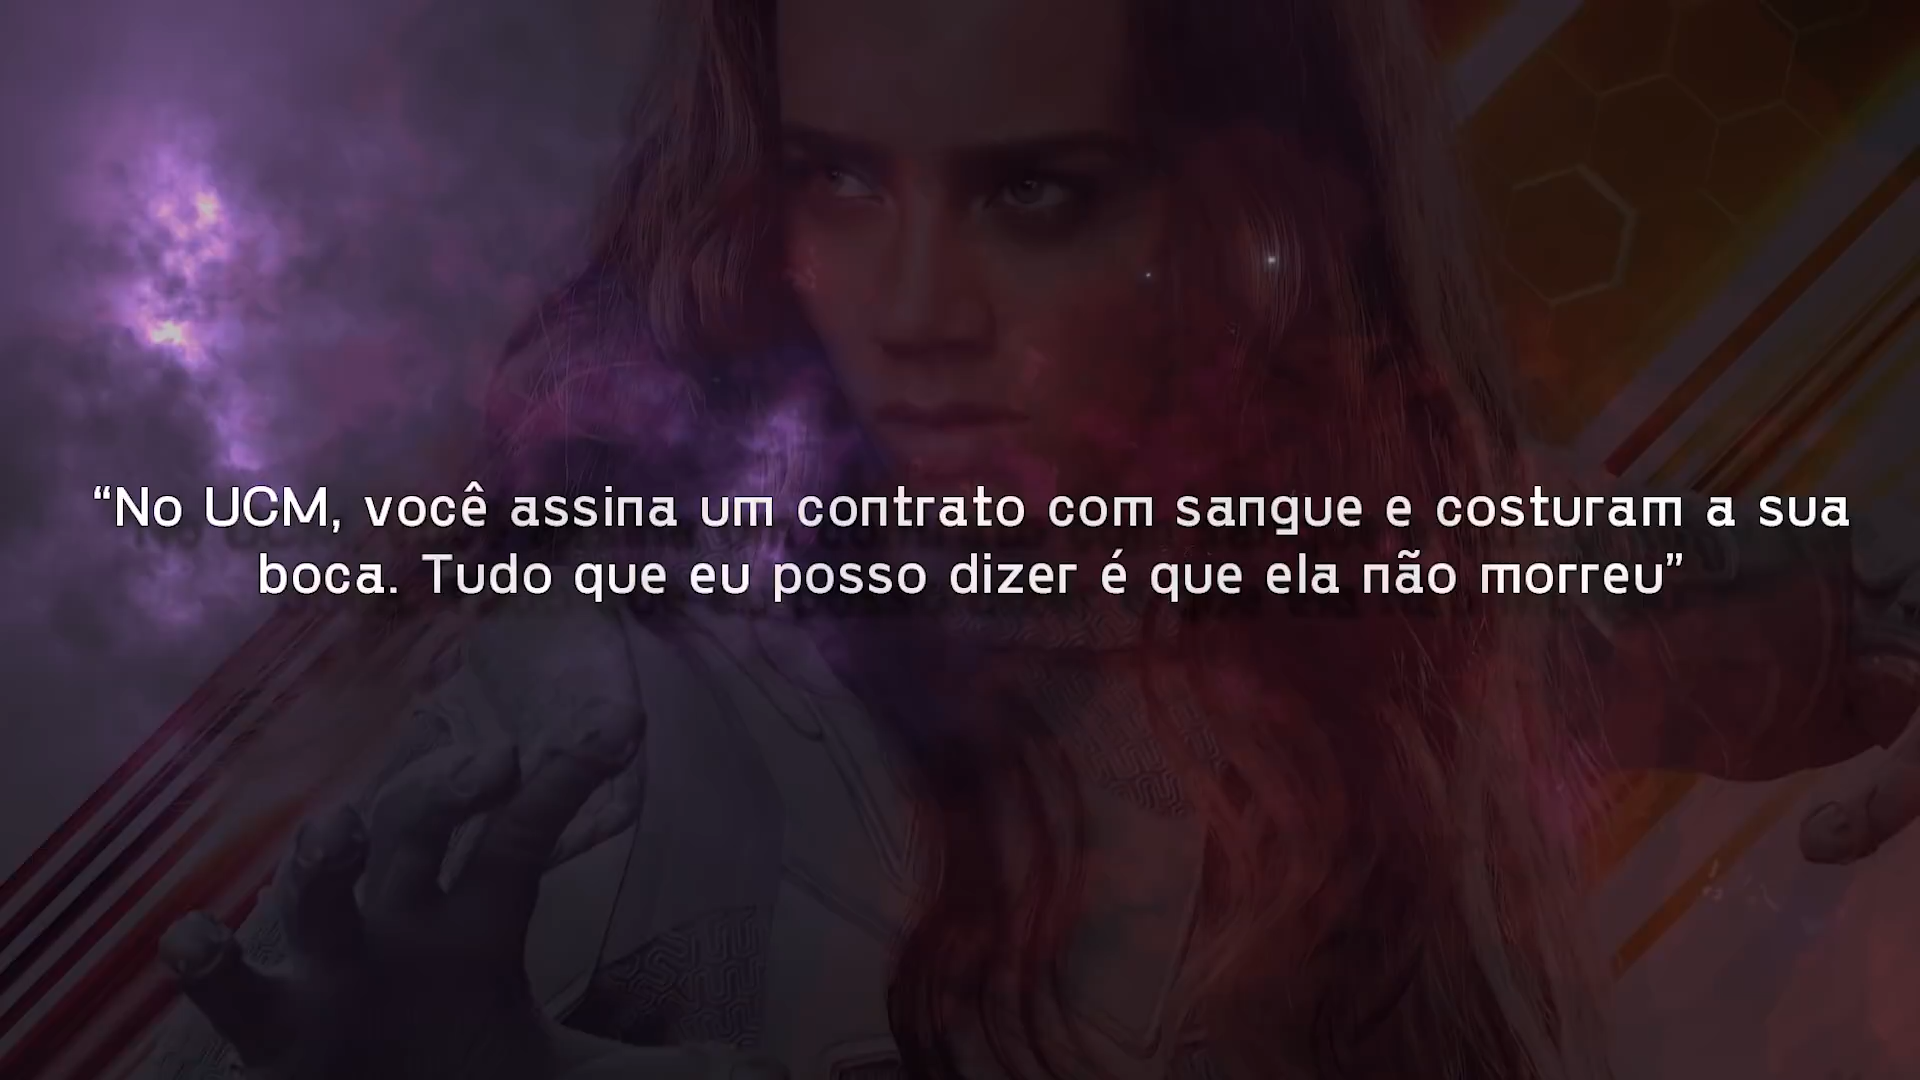 “No UCM, você assina um contrato com sangue e costuram a sua
boca. Tudo que eu posso dizer é que ela não morreu”